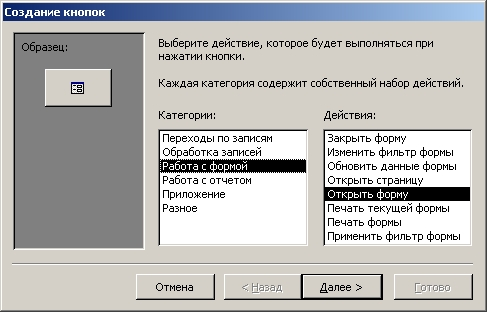 Создание кнопок
Образец:
Выберите действие, которое будет выполняться при
нажатии кнопки.
Каждая категория содержит собственный набор действий.
Категории:
Переходы по записям
Обработка записей
Работа с формой
Работа с отчетом
Приложение
Разное
Действия:
Закрыть форму
Изменить фильтр формы
Обновить данные формы
Открыть страницу
Открыть форму
Печать текущей формы
Печать формы
Применить фильтр формы
Отмена
< Назад
Далее >
Готово